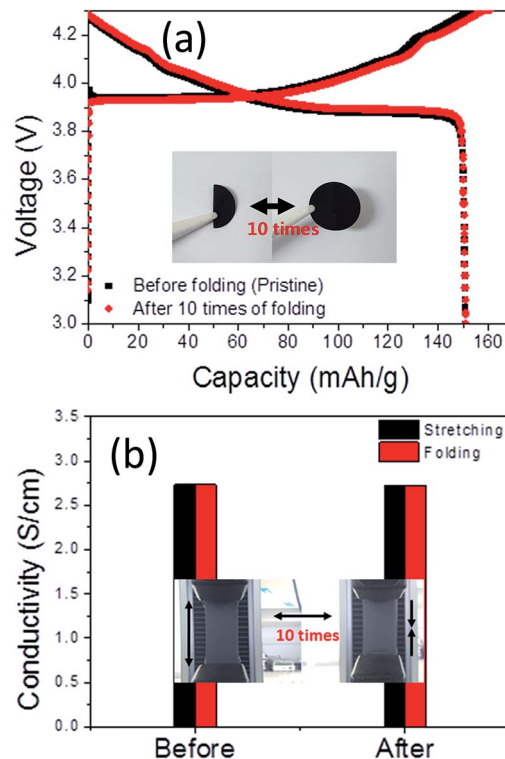 (a)
4.2
4.0
3.8
3.6
3.4
3.2
3.0
Voltage (V)
10 times
Before folding (Pristine)
After 10 times of folding
0 20 40 60 80 100 120 140 160
Capacity (mAh/g)
(b)
Stretching
Folding
3.5
3.0
2.5
2.0
1.5
1.0
0.5
0.0
Conductivity (S/cm)
10 times
Before After